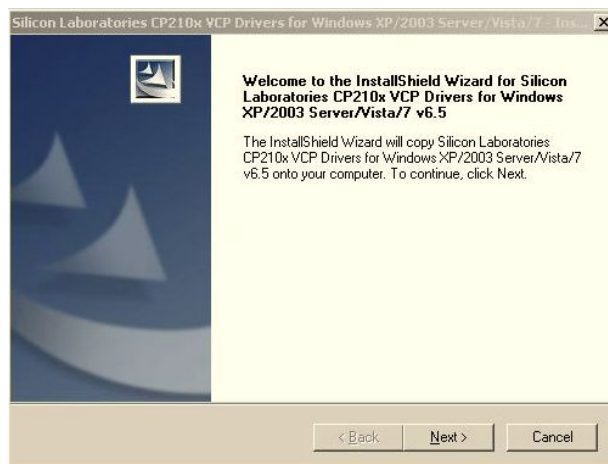 Silicon Laboratories CP210x VCP Drivers for Windows XP/2003 Server/Vista/7 - Ins...
Welcome to the InstallShield Wizard for Silicon
Laboratories CP210x VCP Drivers for Windows
XP/2003 Server/Vista/7 v6.5
The InstallShield Wizard will copy Silicon Laboratories
CP210x VCP Drivers for Windows XP/2003 Server/Vista/7
v6.5 onto your computer. To continue, click Next.
< Back Next > Cancel